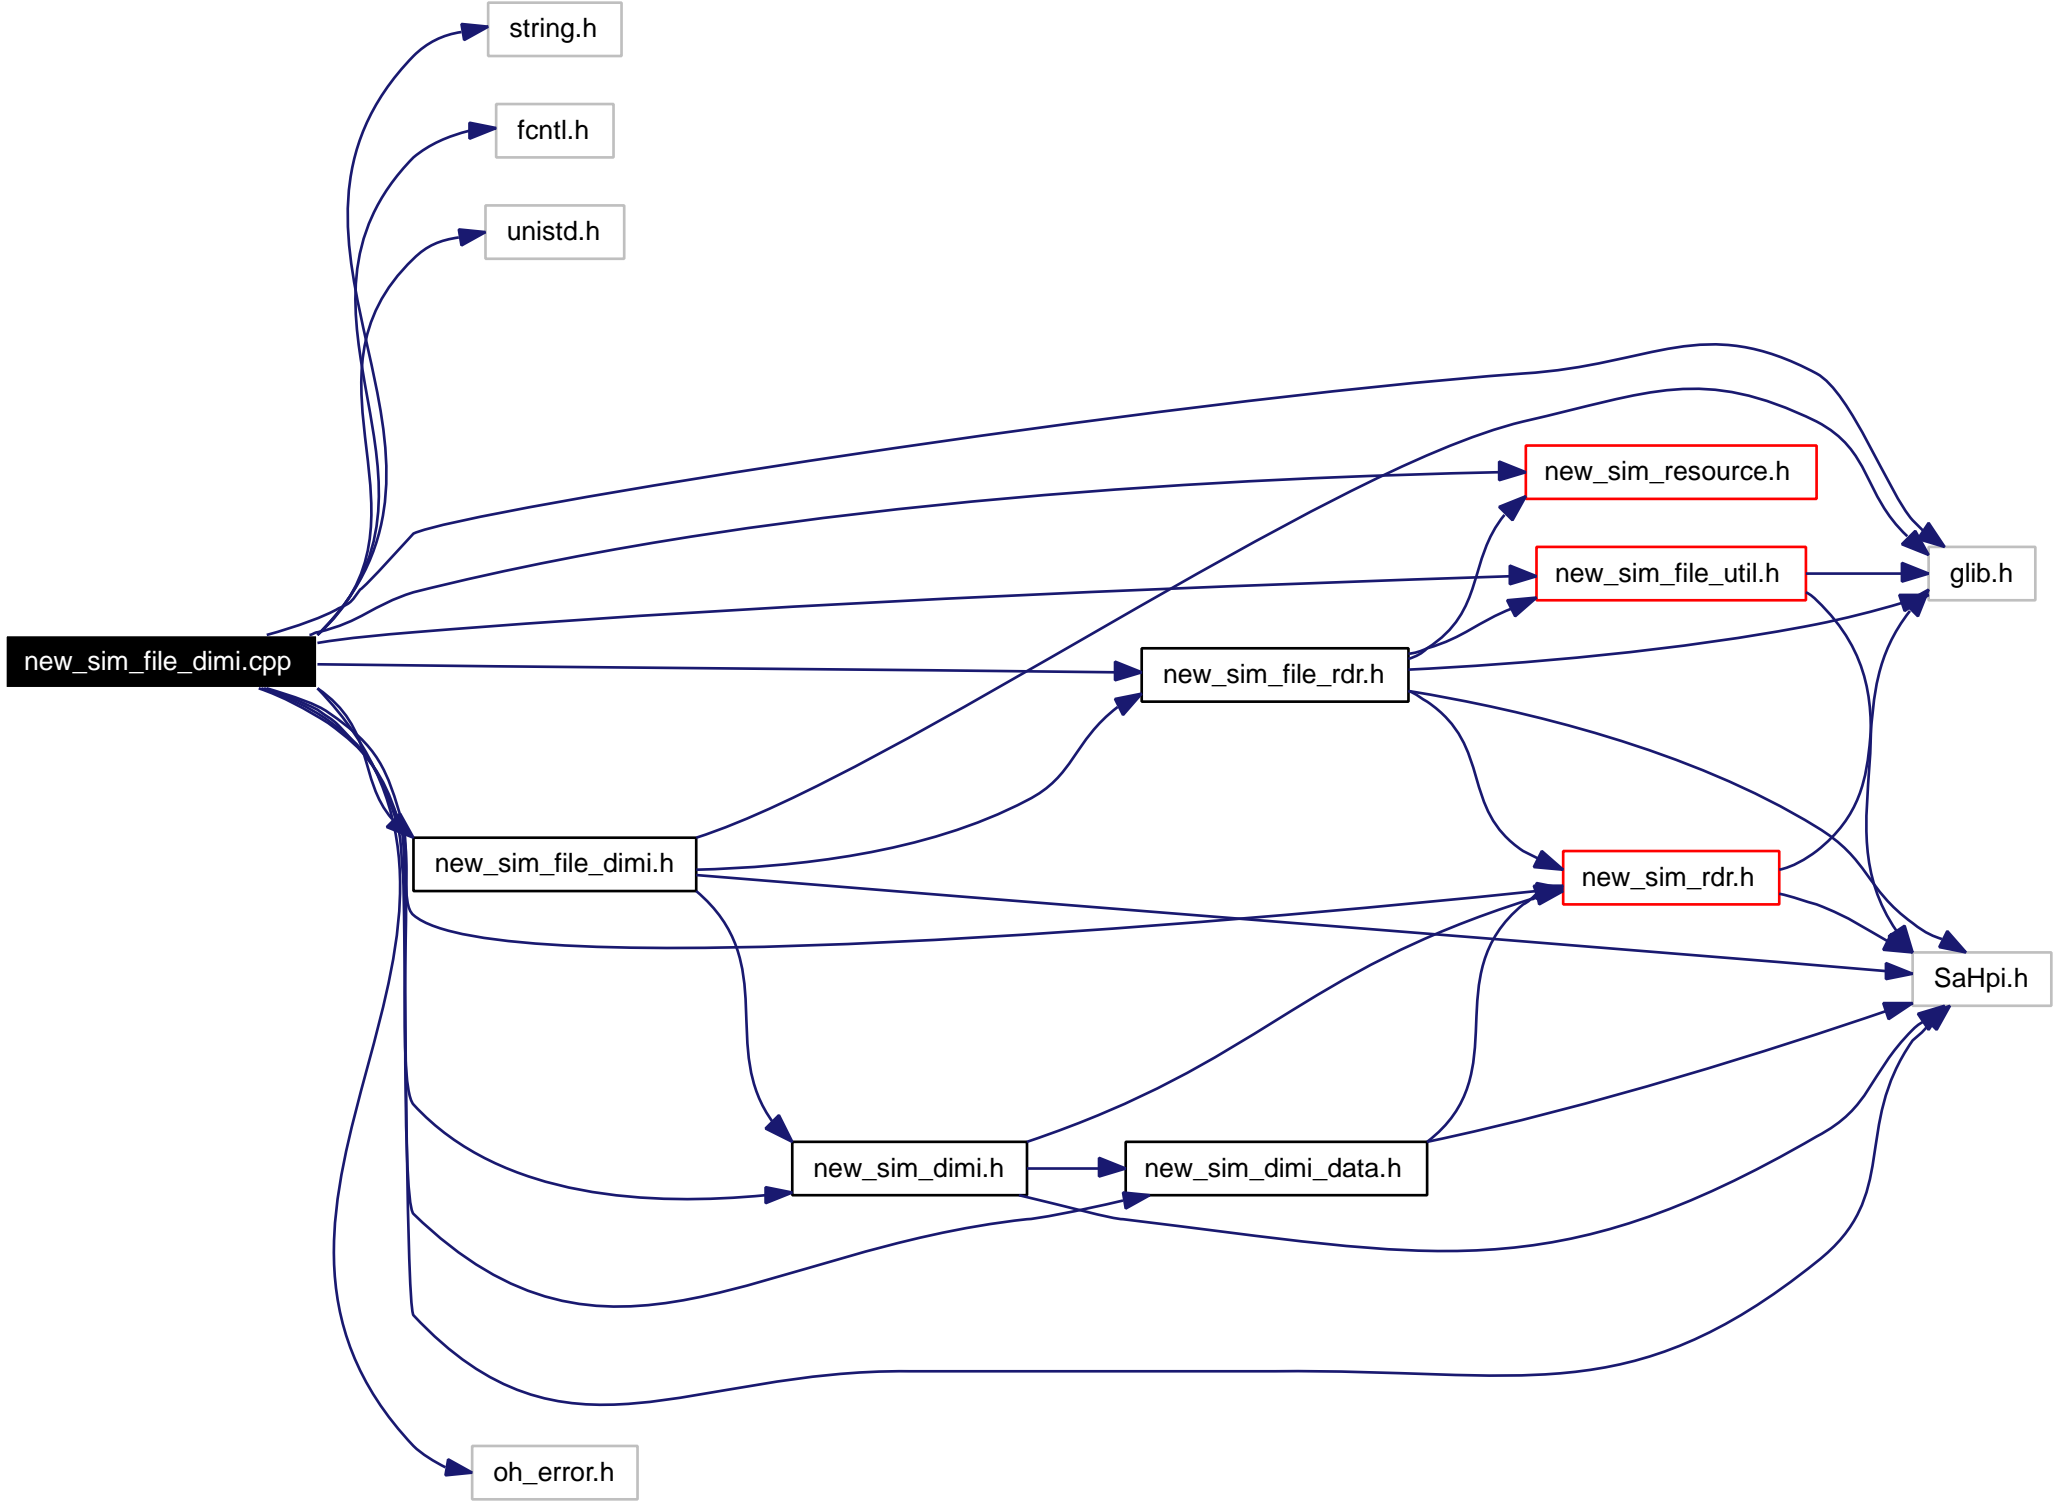 string.h
fcntl.h
unistd.h
new_sim_resource.h
new_sim_file_util.h
glib.h
new_sim_file_dimi.cpp
new_sim_file_rdr.h
new_sim_file_dimi.h
new_sim_rdr.h
SaHpi.h
new_sim_dimi.h
new_sim_dimi_data.h
oh_error.h